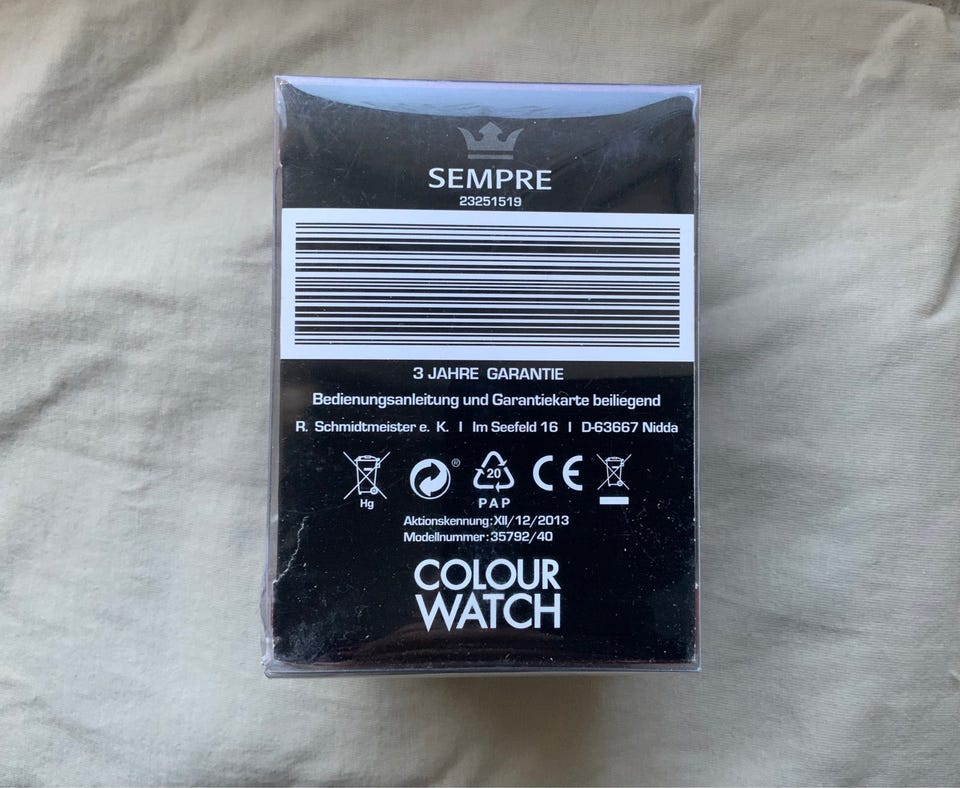 SEMPRE
23251519
3 JAHRE GARANTIE
Bedienungsanleitung und Garantiekarte beiliegend
R. Schmidtmeister e. K. I Im Seefeld 16 I D-63667 Nidda
Hg ® 20 PAP CE
Aktionskennung:XII/12/2013
Modellnummer:35792/40
COLOUR
WATCH